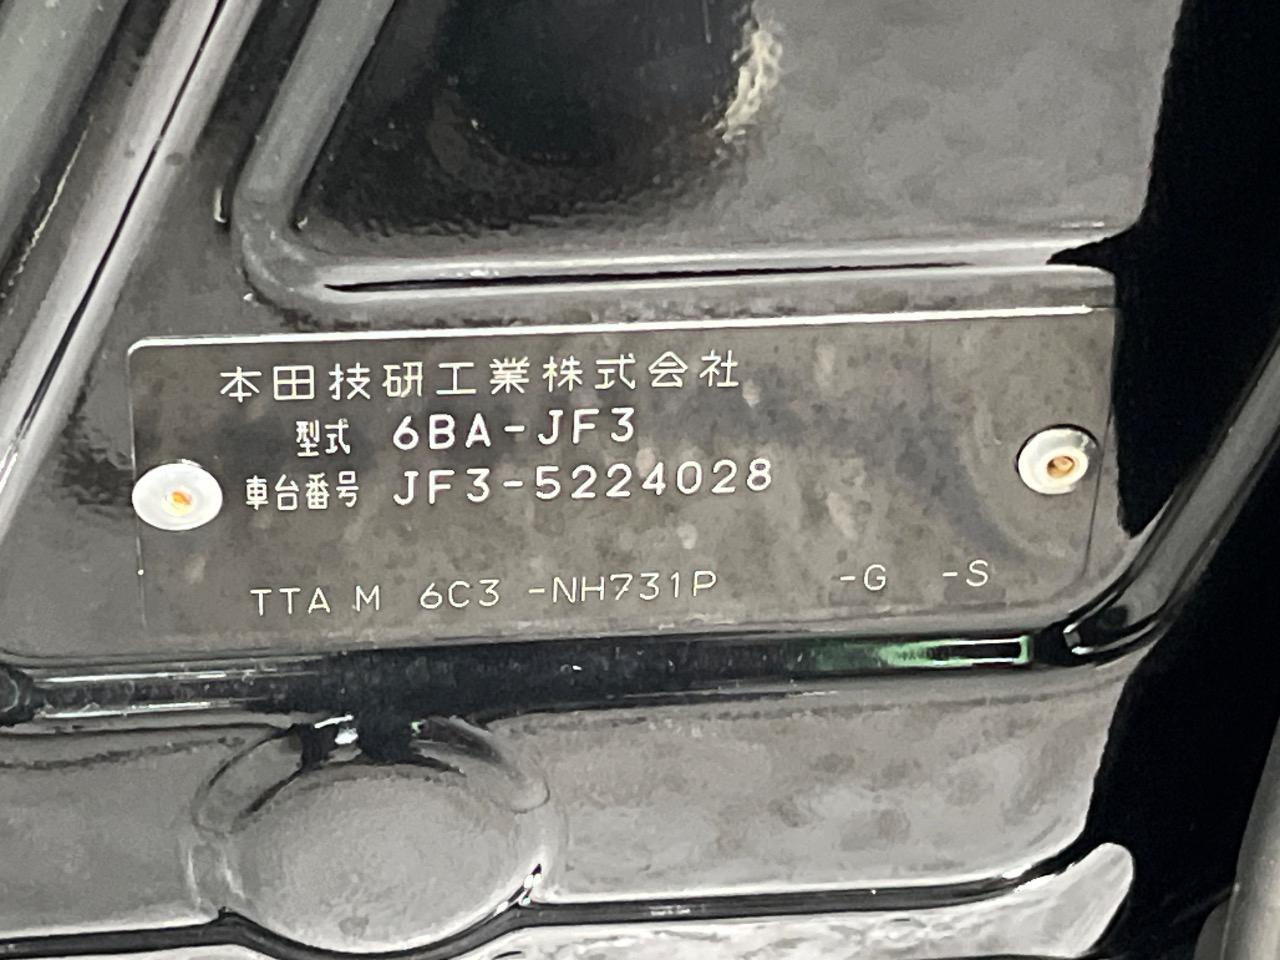 本田技研工業株式会社
型式 6BA-JF3
車台番号 JF3-5224028
TTA M 6C3 -NH731P -G -S